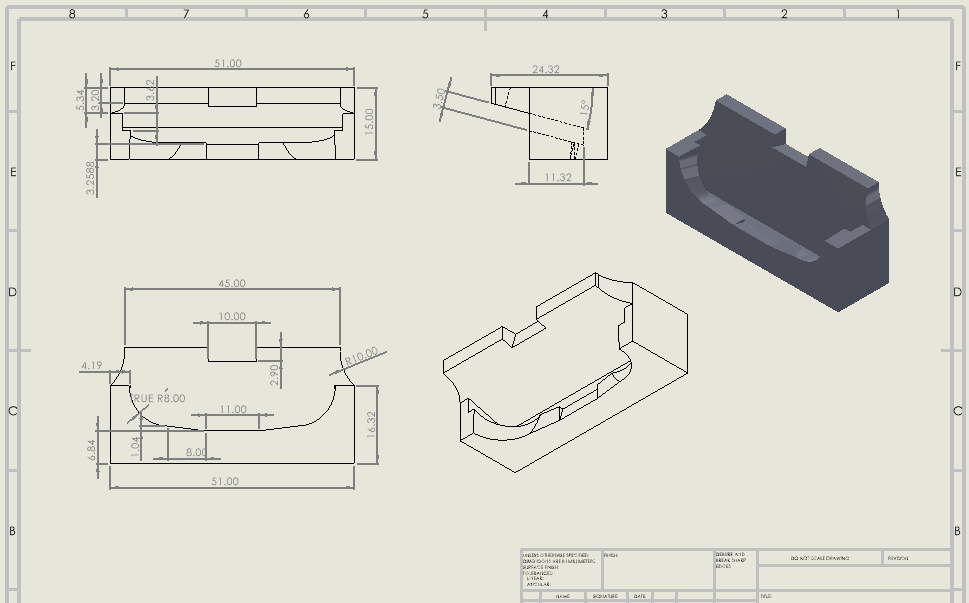 8 7 6 5 4 3 2 1
F F
E E
D D
C C
B B
51.00
5.34
3.20
3.62
15.00
3.2588
24.32
3.50
15°
11.32
45.00
10.00
4.19
2.90
R10.00
TRUE R8.00
11.00
16.32
6.84
1.04
8.00
51.00
UNLESS OTHERWISE SPECIFIED:
DIMENSIONS ARE IN MILLIMETERS
SURFACE FINISH:
TOLERANCES:
LINEAR:
ANGULAR:
FINISH:
DEBURR AND
BREAK SHARP
EDGES
DO NOT SCALE DRAWING
REVISION
NAME
SIGNATURE
DATE
TITLE: